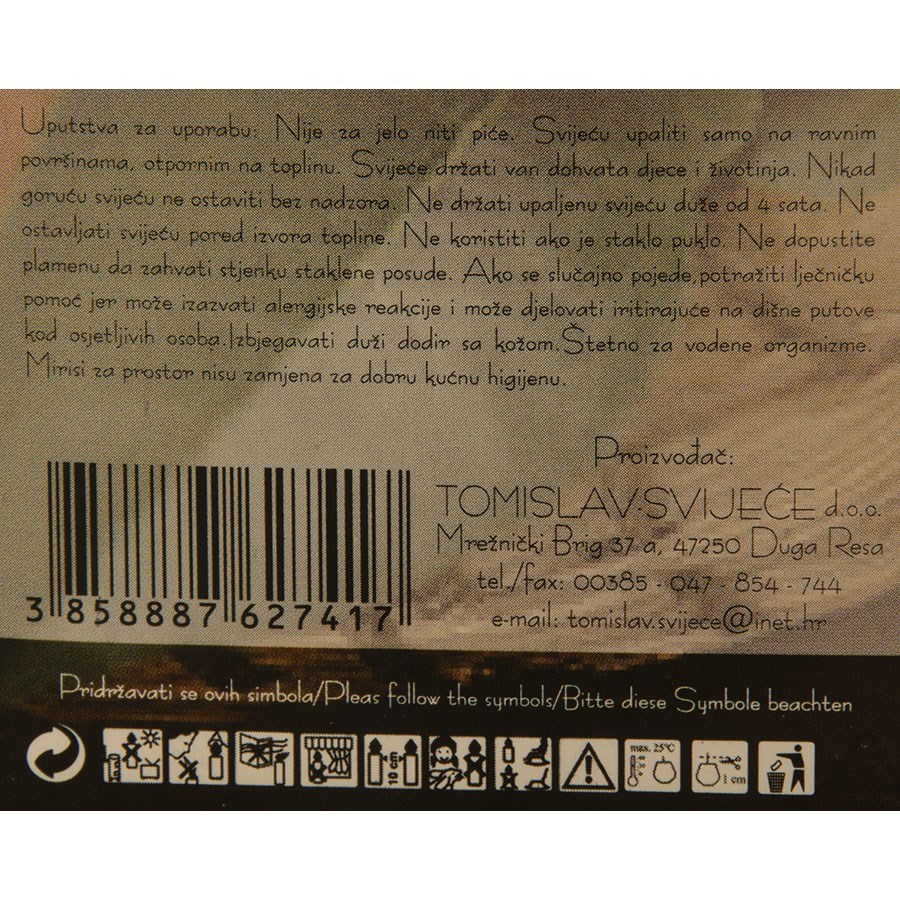 Uputstva za uporabu: Nije za jelo niti piće. Svijeću upaliti samo na ravnim
površinama, otpornim na toplinu. Svijeće držati van dohvata djece i životinja. Nikad
goruću svijeću ne ostaviti bez nadzora. Ne držati upaljenu svijeću duže od 4 sata. Ne
ostavljati svijeću pored izvora topline. Ne koristiti ako je staklo puklo. Ne dopustite
plamenu da zahvati stjenku staklene posude. Ako se slučajno pojede,potražiti lječničku
pomoć jer može izazvati alergijske reakcije i može djelovati iritirajuće na dišne putove
kod osjetljivih osoba.Izbjegavati duži dodir sa kožom.Štetno za vodene organizme.
Mirisi za prostor nisu zamjena za dobru kućnu higijenu.
Proizvođač:
TOMISLAV-SVIJEĆE d.o.o.
Mrežnički Brig 37 a, 47250 Duga Resa
tel./fax: 00385 - 047 - 854 - 744
e-mail: tomislav.svijece@inet.hr
3 858887 627417
Pridržavati se ovih simbola/Pleas follow the symbols/Bitte diese Symbole beachten
max. 25°C
1 cm